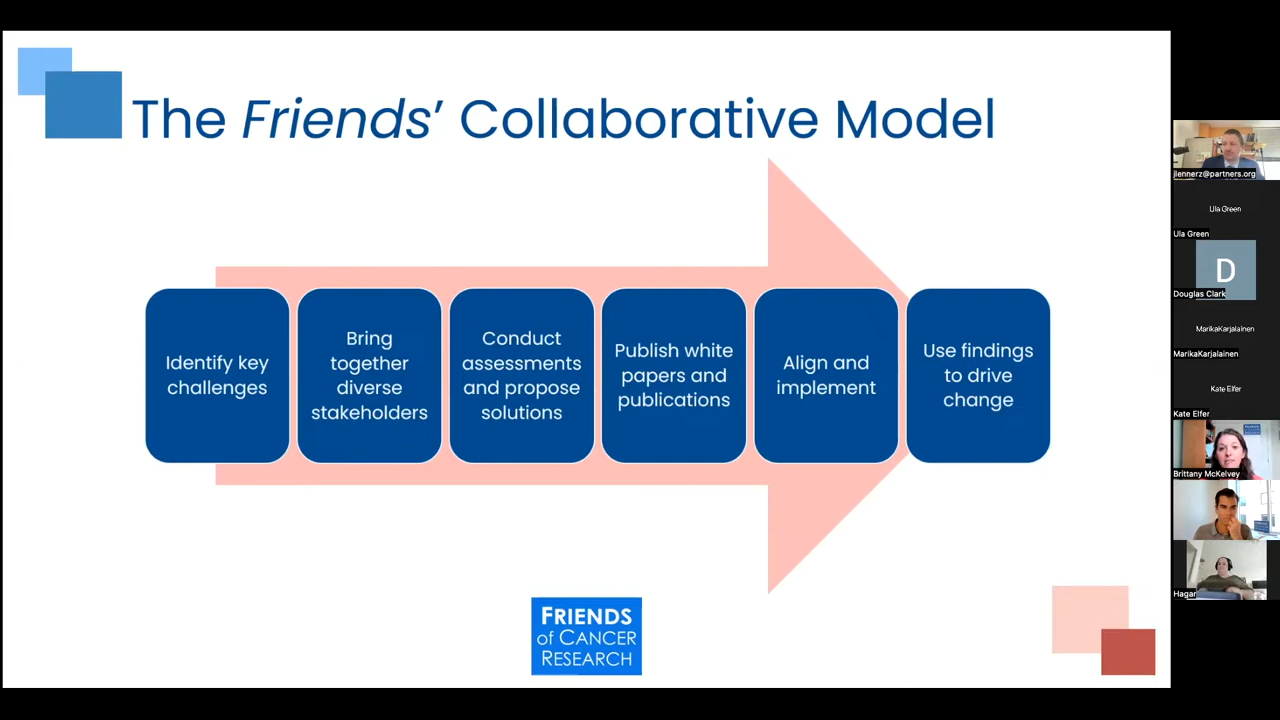 The Friends' Collaborative Model
Identify key
challenges
Bring
together
diverse
stakeholders
Conduct
assessments
and propose
solutions
Publish white
papers and
publications
Align and
implement
Use findings
to drive
change
FRIENDS
of CANCER
RESEARCH
jlennerz@partners.org
Ula Green
Ula Green
D
Douglas Clark
MarikaKarjalainen
MarikaKarjalainen
Kate Elfer
Kate Elfer
Brittany McKelvey
Hagar